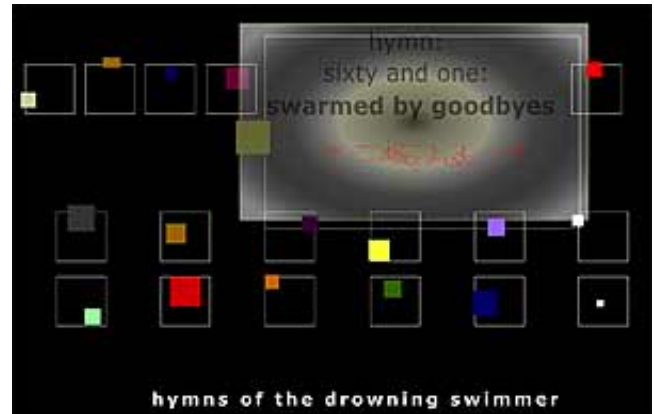 hymn:
sixty and one:
swarmed by goodbyes
hymns of the drowning swimmer